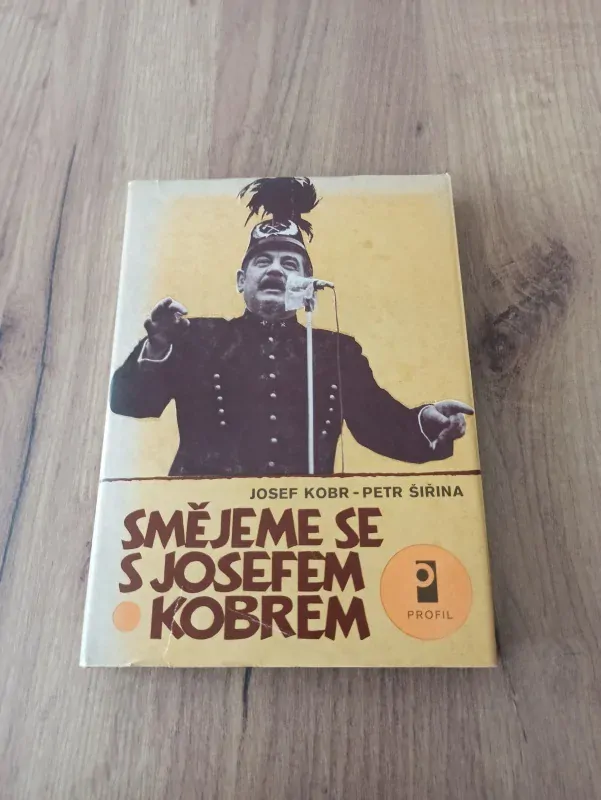 JOSEF KOBR - PETR ŠIŘINA
SMĚJEME SE
S JOSEFEM
KOBREM
PROFIL